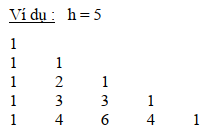 Ví dụ : h = 5
1
1 1
1 2 1
1 3 3 1
1 4 6 4 1